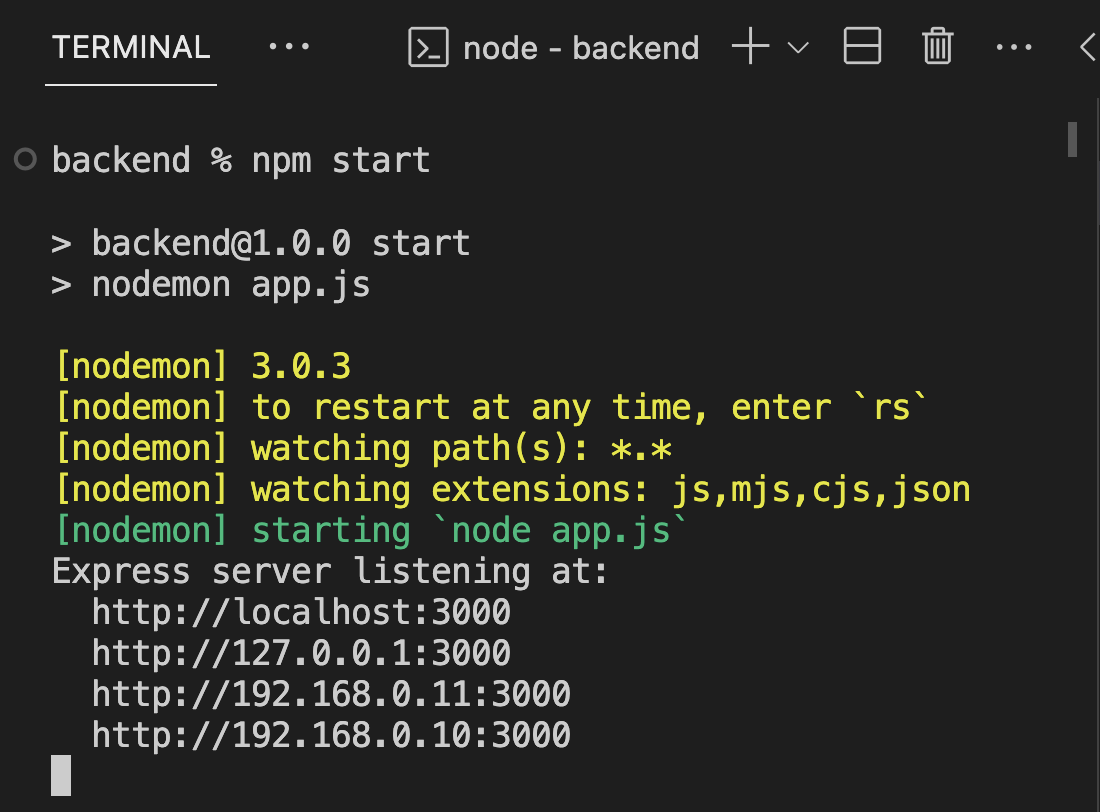 TERMINAL ··· node - backend ···
backend % npm start
> backend@1.0.0 start
> nodemon app.js
[nodemon] 3.0.3
[nodemon] to restart at any time, enter `rs`
[nodemon] watching path(s): *.*
[nodemon] watching extensions: js,mjs,cjs,json
[nodemon] starting `node app.js`
Express server listening at:
http://localhost:3000
http://127.0.0.1:3000
http://192.168.0.11:3000
http://192.168.0.10:3000